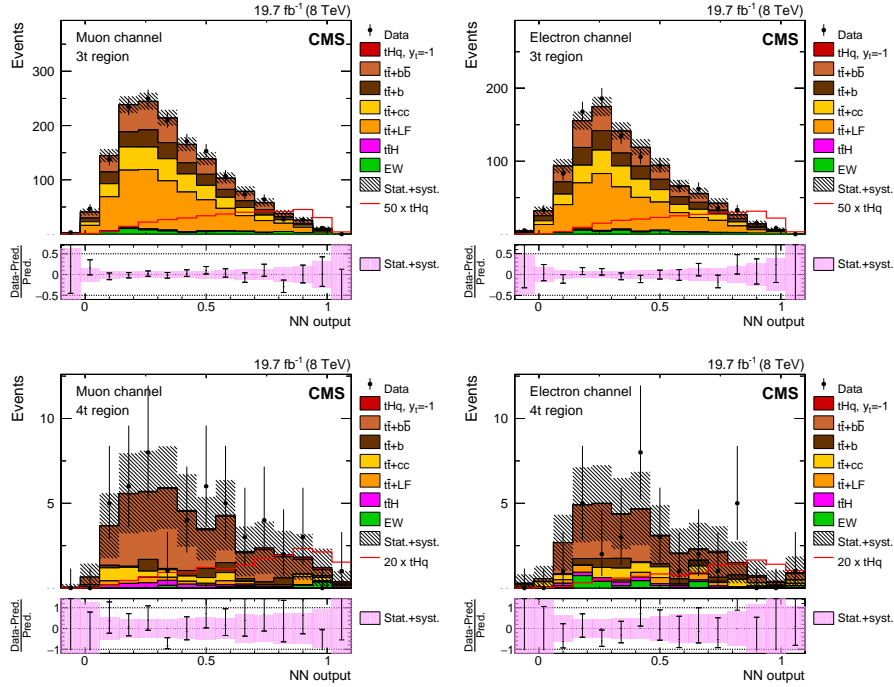 19.7 fb⁻¹ (8 TeV)
Events
Muon channel
3t region
CMS
300
200
100
Data
tHq, yₜ=-1
tt̄+bb̄
tt̄+b
tt̄+cc
tt̄+LF
tt̄H
EW
Stat.+syst.
50 x tHq
Data-Pred
Pred.
0.5
0.0
−0.5
Stat.+syst.
0
0.5
1
NN output
19.7 fb⁻¹ (8 TeV)
Events
Electron channel
3t region
CMS
200
100
Data
tHq, yₜ=-1
tt̄+bb̄
tt̄+b
tt̄+cc
tt̄+LF
tt̄H
EW
Stat.+syst.
50 x tHq
Data-Pred
Pred.
0.5
0.0
−0.5
Stat.+syst.
0
0.5
1
NN output
19.7 fb⁻¹ (8 TeV)
Events
Muon channel
4t region
CMS
10
5
Data
tHq, yₜ=-1
tt̄+bb̄
tt̄+b
tt̄+cc
tt̄+LF
tt̄H
EW
Stat.+syst.
20 x tHq
Data-Pred
Pred.
1
0
−1
Stat.+syst.
0
0.5
1
NN output
19.7 fb⁻¹ (8 TeV)
Events
Electron channel
4t region
CMS
10
5
Data
tHq, yₜ=-1
tt̄+bb̄
tt̄+b
tt̄+cc
tt̄+LF
tt̄H
EW
Stat.+syst.
20 x tHq
Data-Pred
Pred.
1
0
−1
Stat.+syst.
0
0.5
1
NN output